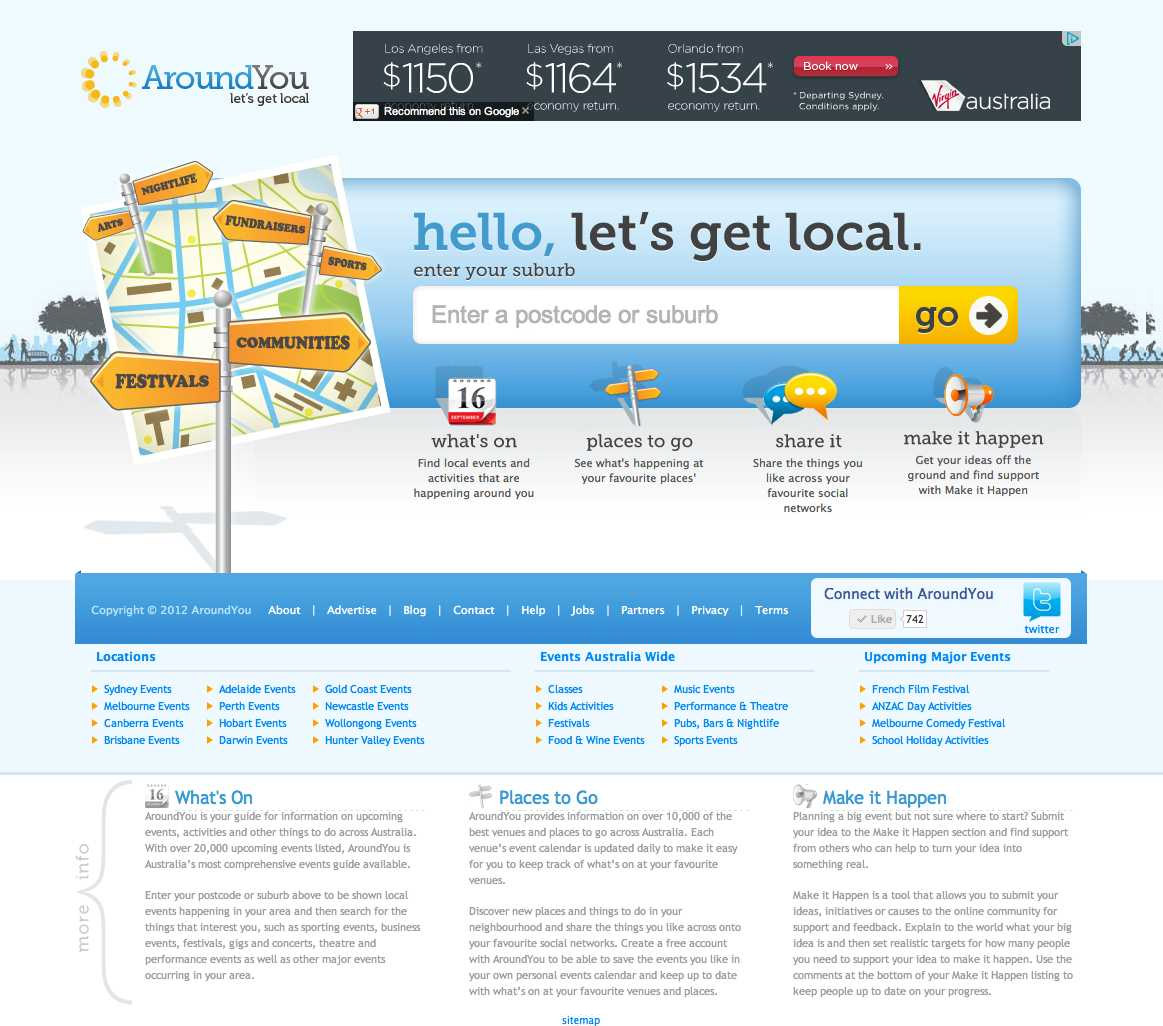 AroundYou
let's get local
Los Angeles from
$1150*
economy return.
Las Vegas from
$1164*
economy return.
Orlando from
$1534*
economy return.
Book now »
* Departing Sydney.
Conditions apply.
Virgin australia
+1 Recommend this on Google ×
NIGHTLIFE
ARTS
FUNDRAISERS
SPORTS
COMMUNITIES
FESTIVALS
hello, let's get local.
enter your suburb
Enter a postcode or suburb
go
16
SEPTEMBER
what's on
Find local events and
activities that are
happening around you
places to go
See what's happening at
your favourite places'
share it
Share the things you
like across your
favourite social
networks
make it happen
Get your ideas off the
ground and find support
with Make it Happen
Copyright © 2012 AroundYou About | Advertise | Blog | Contact | Help | Jobs | Partners | Privacy | Terms
Connect with AroundYou
Like 742
twitter
Locations
Sydney Events
Melbourne Events
Canberra Events
Brisbane Events
Adelaide Events
Perth Events
Hobart Events
Darwin Events
Gold Coast Events
Newcastle Events
Wollongong Events
Hunter Valley Events
Events Australia Wide
Classes
Kids Activities
Festivals
Food & Wine Events
Music Events
Performance & Theatre
Pubs, Bars & Nightlife
Sports Events
Upcoming Major Events
French Film Festival
ANZAC Day Activities
Melbourne Comedy Festival
School Holiday Activities
more info
16
What's On
AroundYou is your guide for information on upcoming
events, activities and other things to do across Australia.
With over 20,000 upcoming events listed, AroundYou is
Australia's most comprehensive events guide available.
Enter your postcode or suburb above to be shown local
events happening in your area and then search for the
things that interest you, such as sporting events, business
events, festivals, gigs and concerts, theatre and
performance events as well as other major events
occurring in your area.
Places to Go
AroundYou provides information on over 10,000 of the
best venues and places to go across Australia. Each
venue's event calendar is updated daily to make it easy
for you to keep track of what's on at your favourite
venues.
Discover new places and things to do in your
neighbourhood and share the things you like across onto
your favourite social networks. Create a free account
with AroundYou to be able to save the events you like in
your own personal events calendar and keep up to date
with what's on at your favourite venues and places.
Make it Happen
Planning a big event but not sure where to start? Submit
your idea to the Make it Happen section and find support
from others who can help to turn your idea into
something real.
Make it Happen is a tool that allows you to submit your
ideas, initiatives or causes to the online community for
support and feedback. Explain to the world what your big
idea is and then set realistic targets for how many people
you need to support your idea to make it happen. Use the
comments at the bottom of your Make it Happen listing to
keep people up to date on your progress.
sitemap